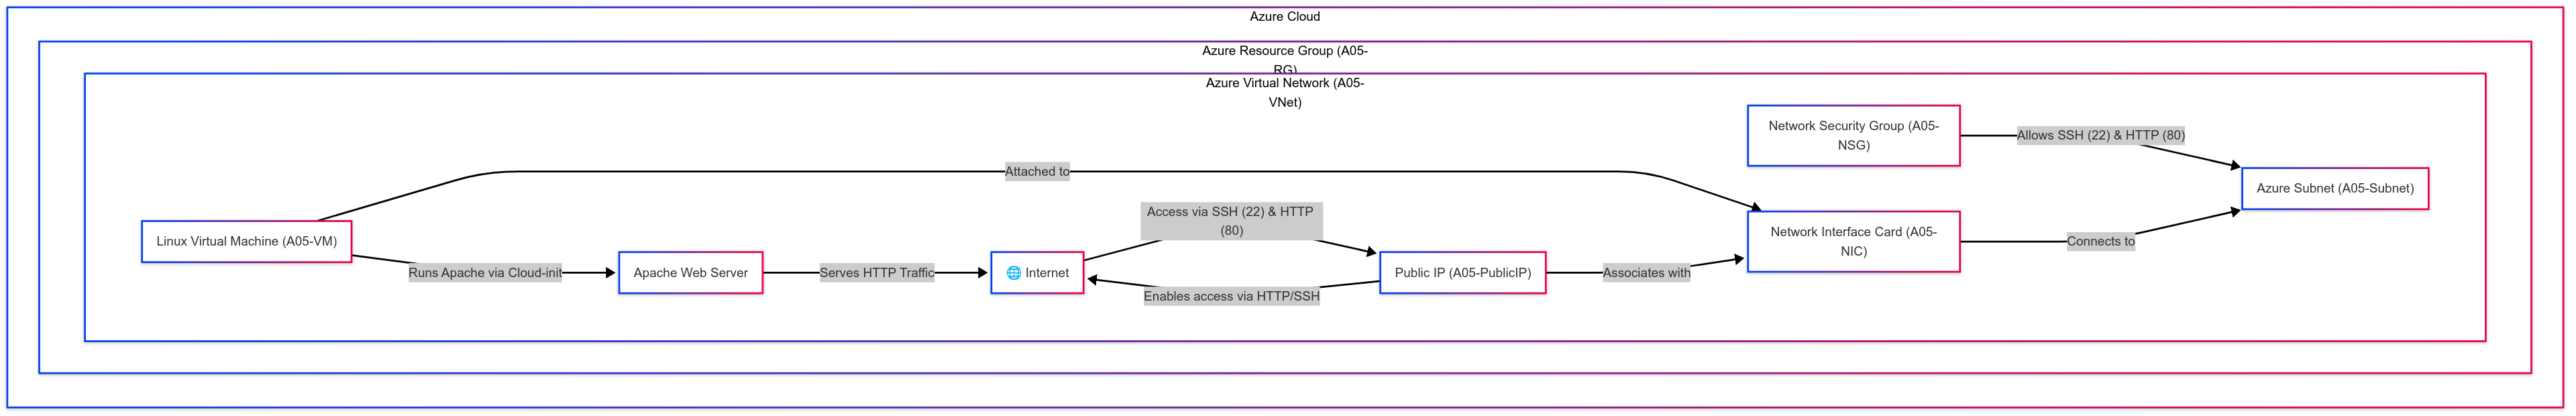 Azure Cloud
Azure Resource Group (A05-
RG)
Azure Virtual Network (A05-
VNet)
Network Security Group (A05-
NSG)
Allows SSH (22) & HTTP (80)
Attached to
Azure Subnet (A05-Subnet)
Access via SSH (22) & HTTP
(80)
Linux Virtual Machine (A05-VM)
Network Interface Card (A05-
NIC)
Connects to
Runs Apache via Cloud-init
Apache Web Server
Serves HTTP Traffic
🌐 Internet
Public IP (A05-PublicIP)
Associates with
Enables access via HTTP/SSH